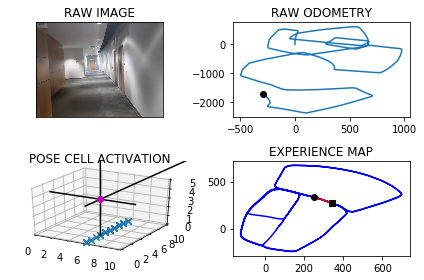 RAW IMAGE
RAW ODOMETRY
0
-1000
-2000
-500 0 500 1000
POSE CELL ACTIVATION
0 2 4 6 8 10
0 2 4 6 8 10
0 1 2 3 4 5
EXPERIENCE MAP
500
0
0 200 400 600